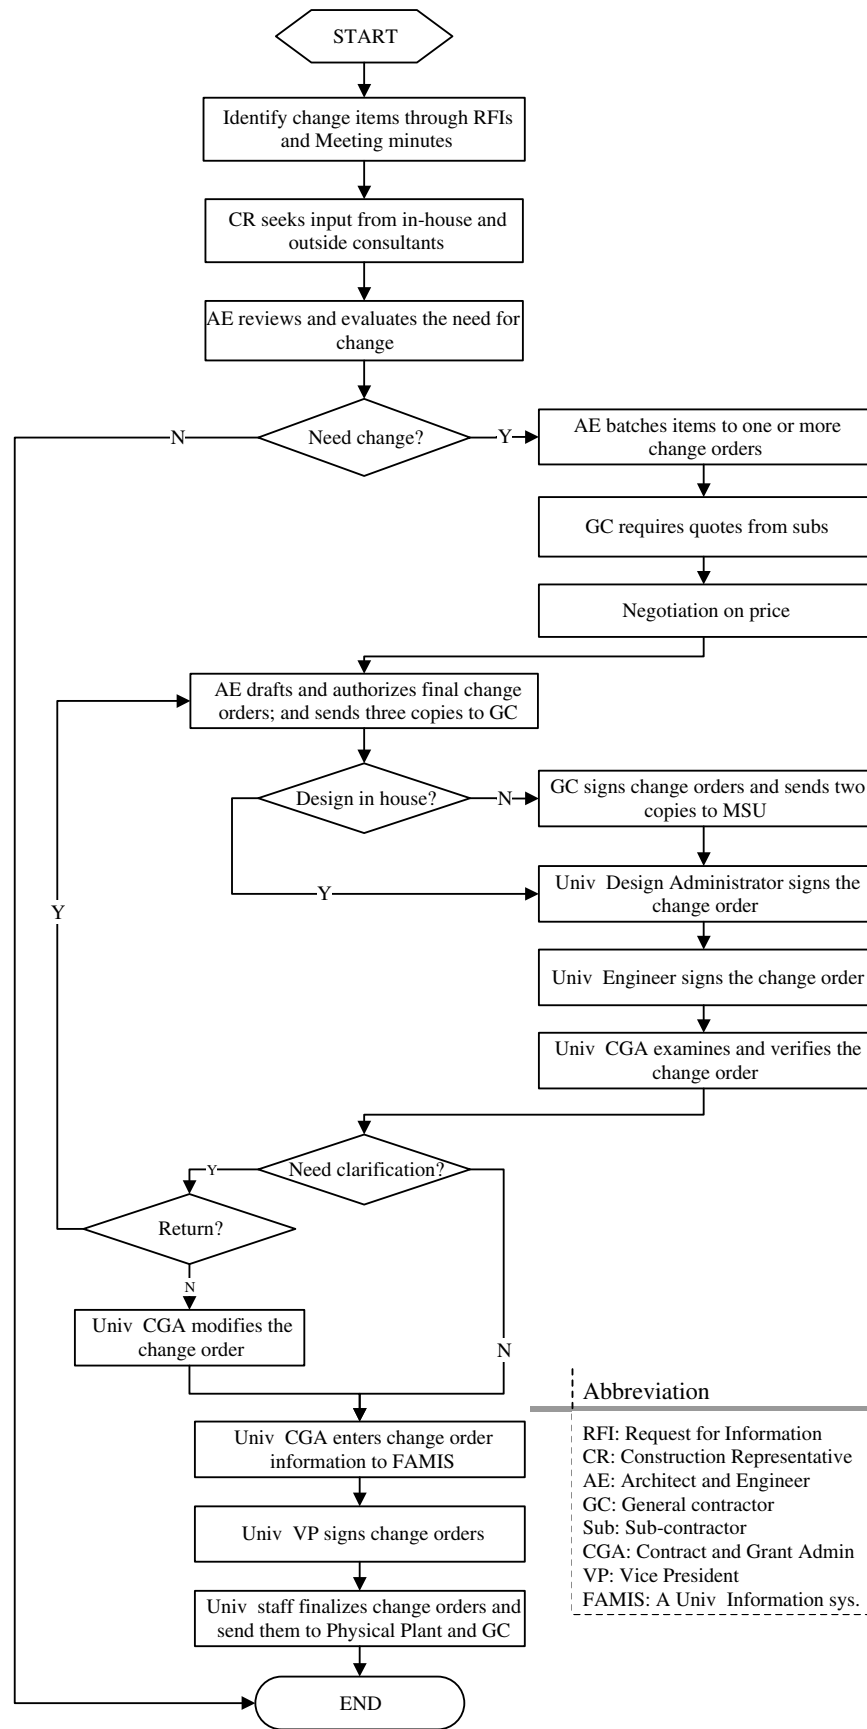 START
Identify change items through RFIs
and Meeting minutes
CR seeks input from in-house and
outside consultants
AE reviews and evaluates the need for
change
N
Need change?
Y
AE batches items to one or more
change orders
GC requires quotes from subs
Negotiation on price
AE drafts and authorizes final change
orders; and sends three copies to GC
Design in house?
N
GC signs change orders and sends two
copies to MSU
Y
Univ Design Administrator signs the
change order
Y
Univ Engineer signs the change order
Univ CGA examines and verifies the
change order
Need clarification?
Y
Return?
N
Univ CGA modifies the
change order
N
Univ CGA enters change order
information to FAMIS
Univ VP signs change orders
Univ staff finalizes change orders and
send them to Physical Plant and GC
END
Abbreviation
RFI: Request for Information
CR: Construction Representative
AE: Architect and Engineer
GC: General contractor
Sub: Sub-contractor
CGA: Contract and Grant Admin
VP: Vice President
FAMIS: A Univ Information sys.